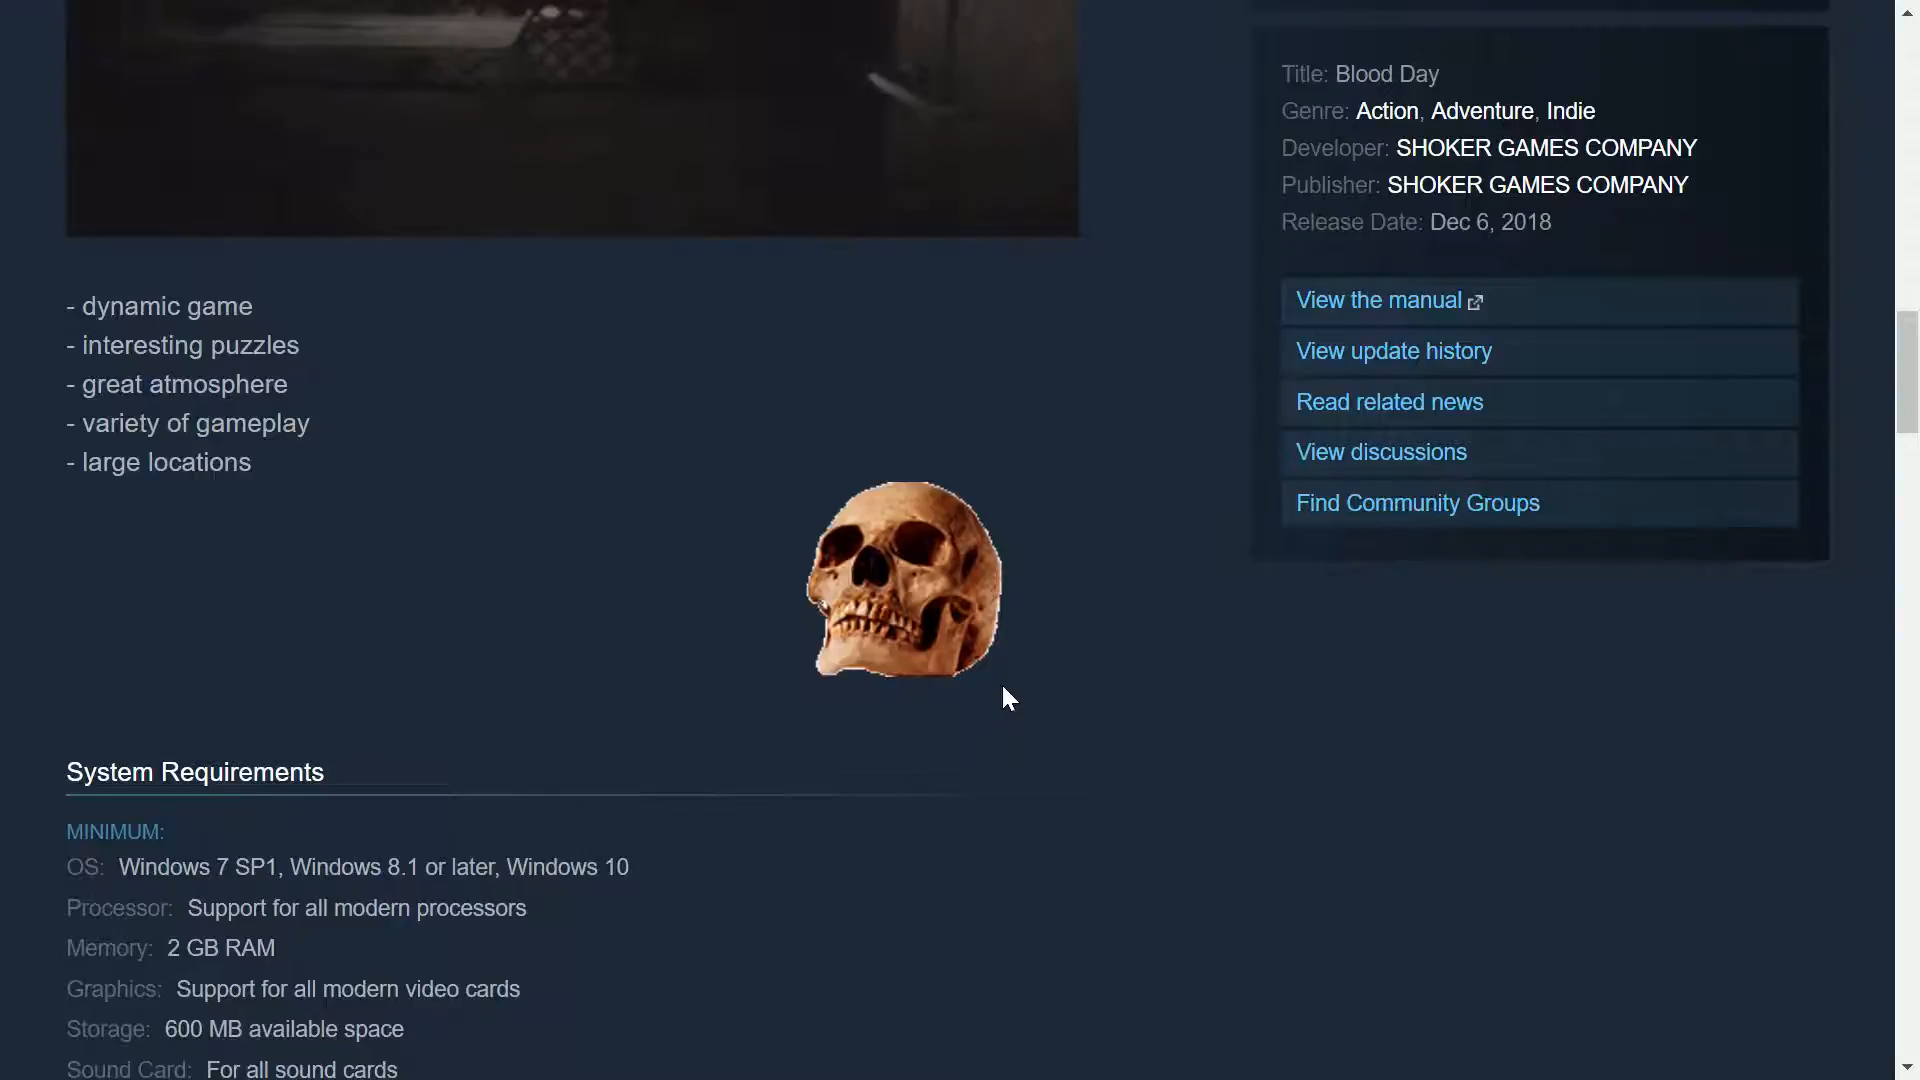 - dynamic game
- interesting puzzles
- great atmosphere
- variety of gameplay
- large locations
System Requirements
MINIMUM:
OS: Windows 7 SP1, Windows 8.1 or later, Windows 10
Processor: Support for all modern processors
Memory: 2 GB RAM
Graphics: Support for all modern video cards
Storage: 600 MB available space
Sound Card: For all sound cards
Title: Blood Day
Genre: Action, Adventure, Indie
Developer: SHOKER GAMES COMPANY
Publisher: SHOKER GAMES COMPANY
Release Date: Dec 6, 2018
View the manual
View update history
Read related news
View discussions
Find Community Groups